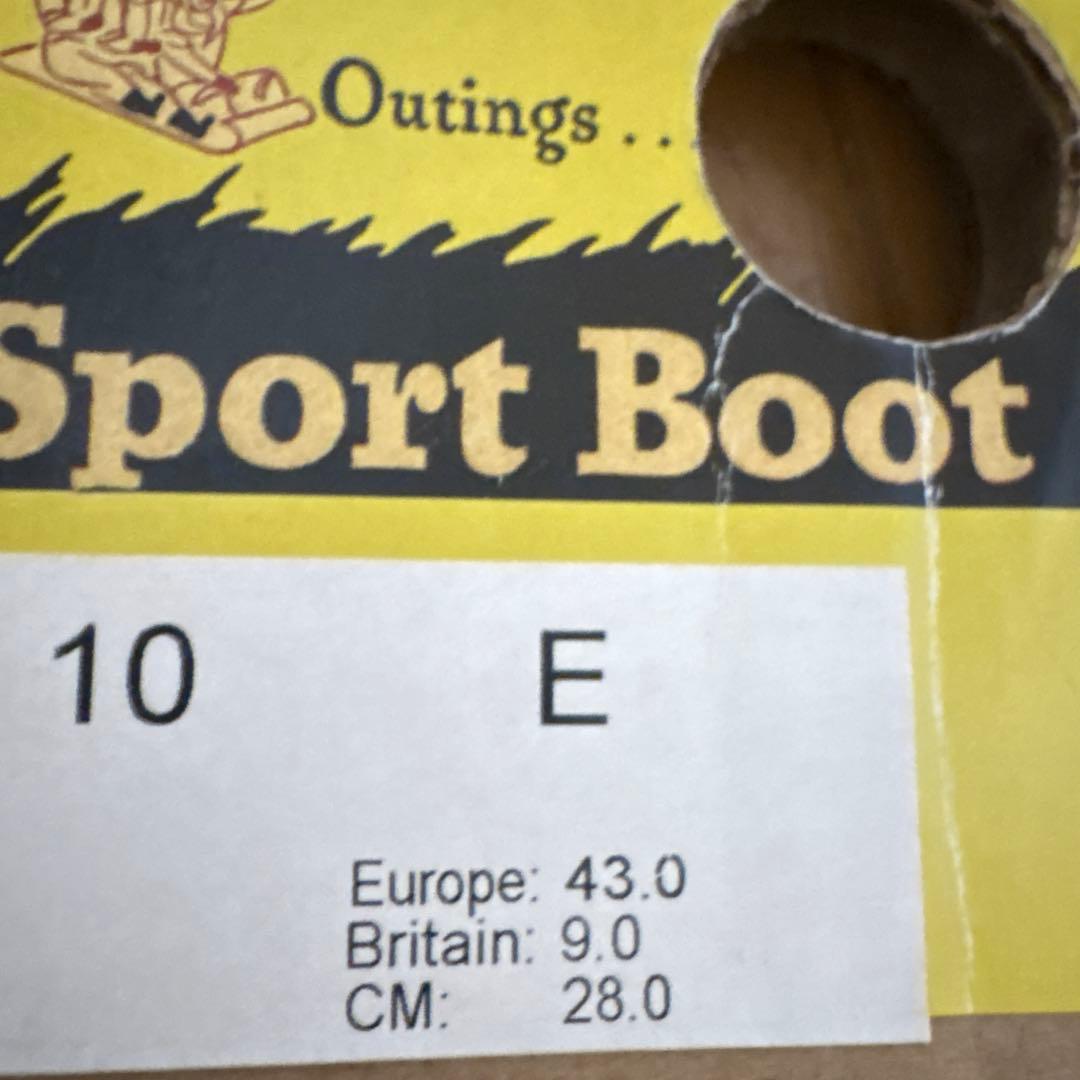 Outings . . .
Sport Boot
10 E
Europe: 43.0
Britain: 9.0
CM: 28.0